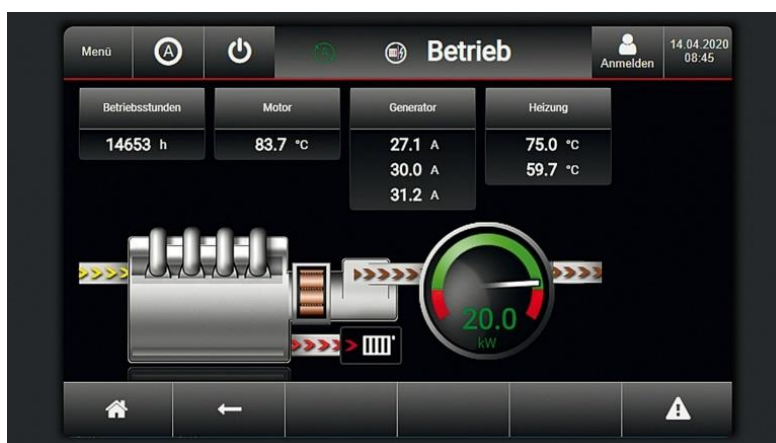 Menü
A
A
Betrieb
Anmelden
14.04.2020
08:45
Betriebsstunden
14653 h
Motor
83.7 °C
Generator
27.1 A
30.0 A
31.2 A
Heizung
75.0 °C
59.7 °C
20.0
kW